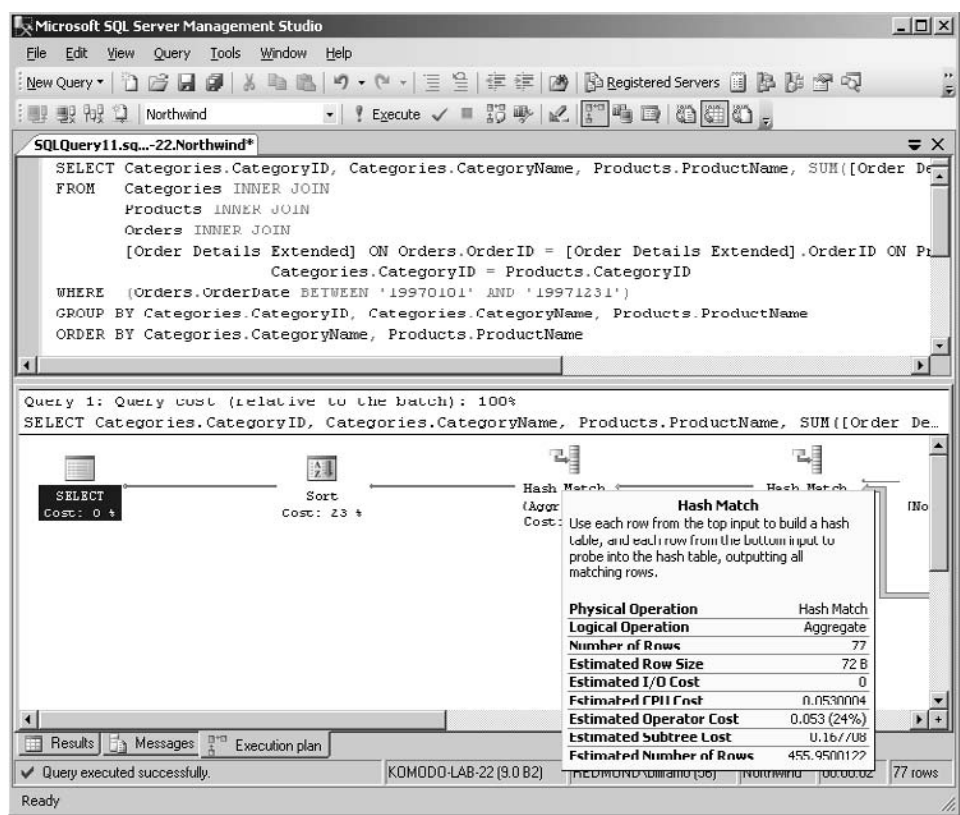 Microsoft SQL Server Management Studio
File Edit View Query Tools Window Help
New Query Registered Servers
Northwind Execute
SQLQuery11.sq...-22.Northwind*
SELECT Categories.CategoryID, Categories.CategoryName, Products.ProductName, SUM([Order De
FROM Categories INNER JOIN
Products INNER JOIN
Orders INNER JOIN
[Order Details Extended] ON Orders.OrderID = [Order Details Extended].OrderID ON Pr
Categories.CategoryID = Products.CategoryID
WHERE (Orders.OrderDate BETWEEN '19970101' AND '19971231')
GROUP BY Categories.CategoryID, Categories.CategoryName, Products.ProductName
ORDER BY Categories.CategoryName, Products.ProductName
Query 1: Query cost (relative to the batch): 100%
SELECT Categories.CategoryID, Categories.CategoryName, Products.ProductName, SUM([Order De…
SELECT
Cost: 0 %
Sort
Cost: 23 %
Hash Match
(Aggr
Cost:
Hash Match
(No
Hash Match
Use each row from the top input to build a hash
table, and each row from the bottom input to
probe into the hash table, outputting all
matching rows.
Physical Operation Hash Match
Logical Operation Aggregate
Number of Rows 77
Estimated Row Size 72 B
Estimated I/O Cost 0
Estimated CPU Cost 0.0530004
Estimated Operator Cost 0.053 (24%)
Estimated Subtree Cost 0.167708
Estimated Number of Rows 455.9500122
Results Messages Execution plan
Query executed successfully. KOMODO-LAB-22 (9.0 B2) Northwind 00:00:02 77 rows
Ready